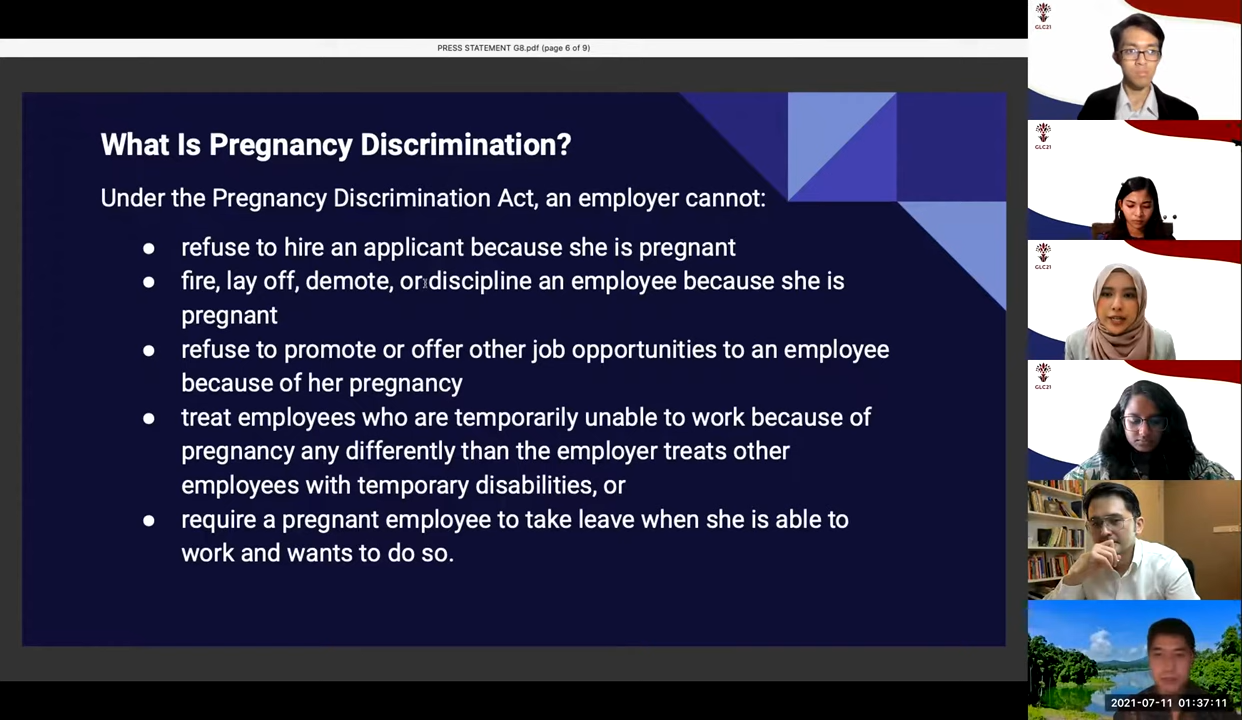 PRESS STATEMENT G8.pdf (page 6 of 9)
What Is Pregnancy Discrimination?
Under the Pregnancy Discrimination Act, an employer cannot:
● refuse to hire an applicant because she is pregnant
● fire, lay off, demote, or discipline an employee because she is
pregnant
● refuse to promote or offer other job opportunities to an employee
because of her pregnancy
● treat employees who are temporarily unable to work because of
pregnancy any differently than the employer treats other
employees with temporary disabilities, or
● require a pregnant employee to take leave when she is able to
work and wants to do so.
GLC21
GLC21
GLC21
GLC21
2021-07-11 01:37:11